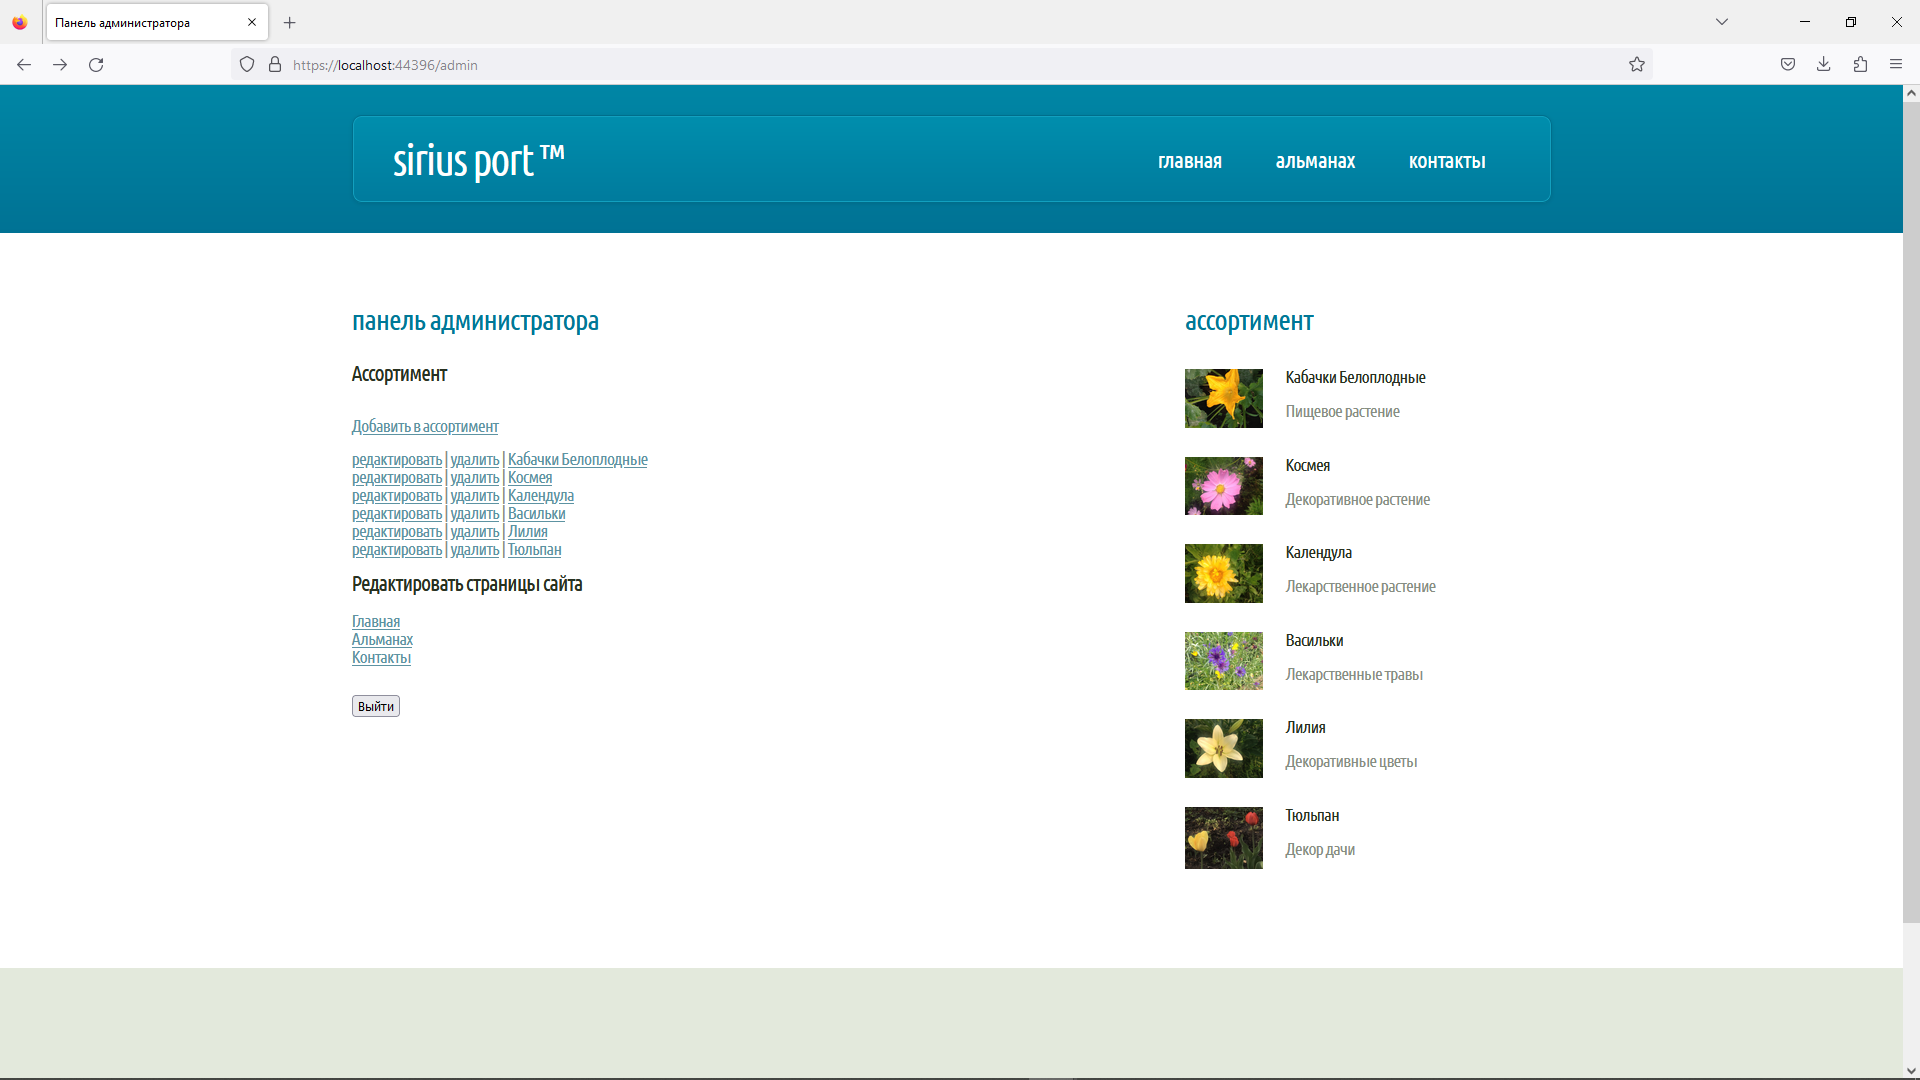 Панель администратора
https://localhost:44396/admin
sirius port ™
главная
альманах
контакты
панель администратора
Ассортимент
Добавить в ассортимент
редактировать | удалить | Кабачки Белоплодные
редактировать | удалить | Космея
редактировать | удалить | Календула
редактировать | удалить | Васильки
редактировать | удалить | Лилия
редактировать | удалить | Тюльпан
Редактировать страницы сайта
Главная
Альманах
Контакты
Выйти
ассортимент
Кабачки Белоплодные
Пищевое растение
Космея
Декоративное растение
Календула
Лекарственное растение
Васильки
Лекарственные травы
Лилия
Декоративные цветы
Тюльпан
Декор дачи